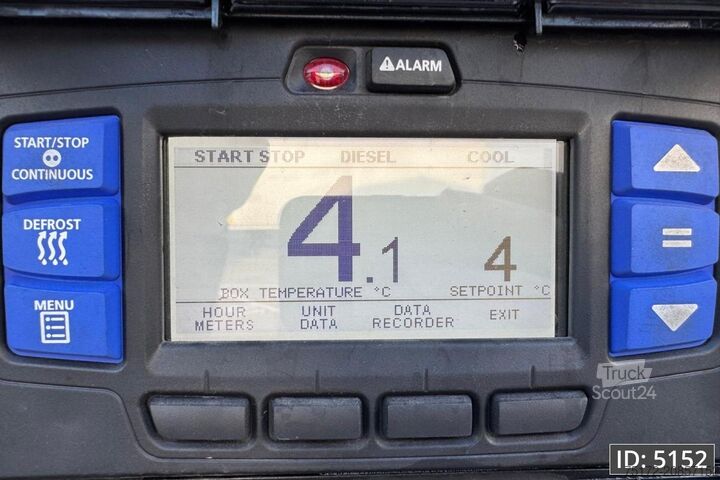 ALARM
START/STOP
CONTINUOUS
START STOP DIESEL COOL
DEFROST
4.1 4
BOX TEMPERATURE °C SETPOINT °C
MENU
HOUR METERS
UNIT DATA
DATA RECORDER
EXIT
Truck
Scout24
ID: 5152